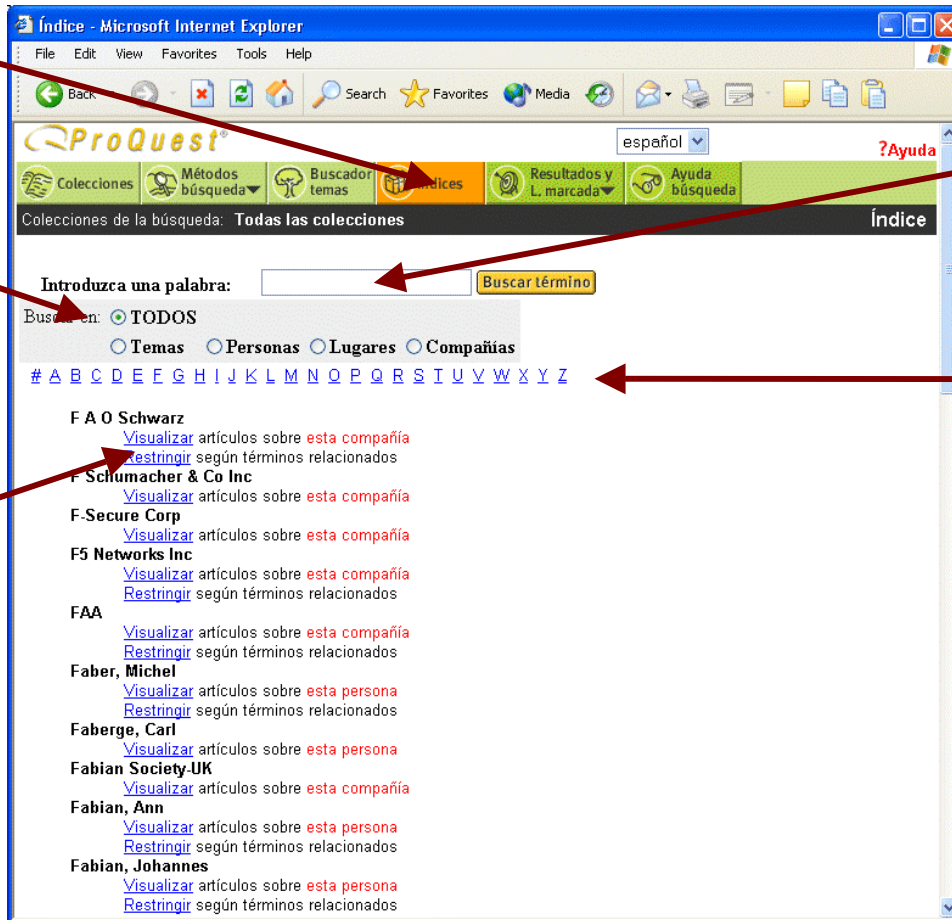 Índice - Microsoft Internet Explorer
File Edit View Favorites Tools Help
Back Search Favorites Media
ProQuest® español ?Ayuda
Colecciones Métodos búsqueda Buscador temas Índices Resultados y L. marcada Ayuda búsqueda
Colecciones de la búsqueda: Todas las colecciones Índice
Introduzca una palabra: Buscar término
Buscar en: TODOS
Temas Personas Lugares Compañías
# A B C D E F G H I J K L M N O P Q R S T U V W X Y Z
F A O Schwarz
Visualizar artículos sobre esta compañía
Restringir según términos relacionados
F Schumacher & Co Inc
Visualizar artículos sobre esta compañía
F-Secure Corp
Visualizar artículos sobre esta compañía
F5 Networks Inc
Visualizar artículos sobre esta compañía
Restringir según términos relacionados
FAA
Visualizar artículos sobre esta compañía
Restringir según términos relacionados
Faber, Michel
Visualizar artículos sobre esta persona
Restringir según términos relacionados
Faberge, Carl
Visualizar artículos sobre esta persona
Fabian Society-UK
Visualizar artículos sobre esta compañía
Fabian, Ann
Visualizar artículos sobre esta persona
Restringir según términos relacionados
Fabian, Johannes
Visualizar artículos sobre esta persona
Restringir según términos relacionados